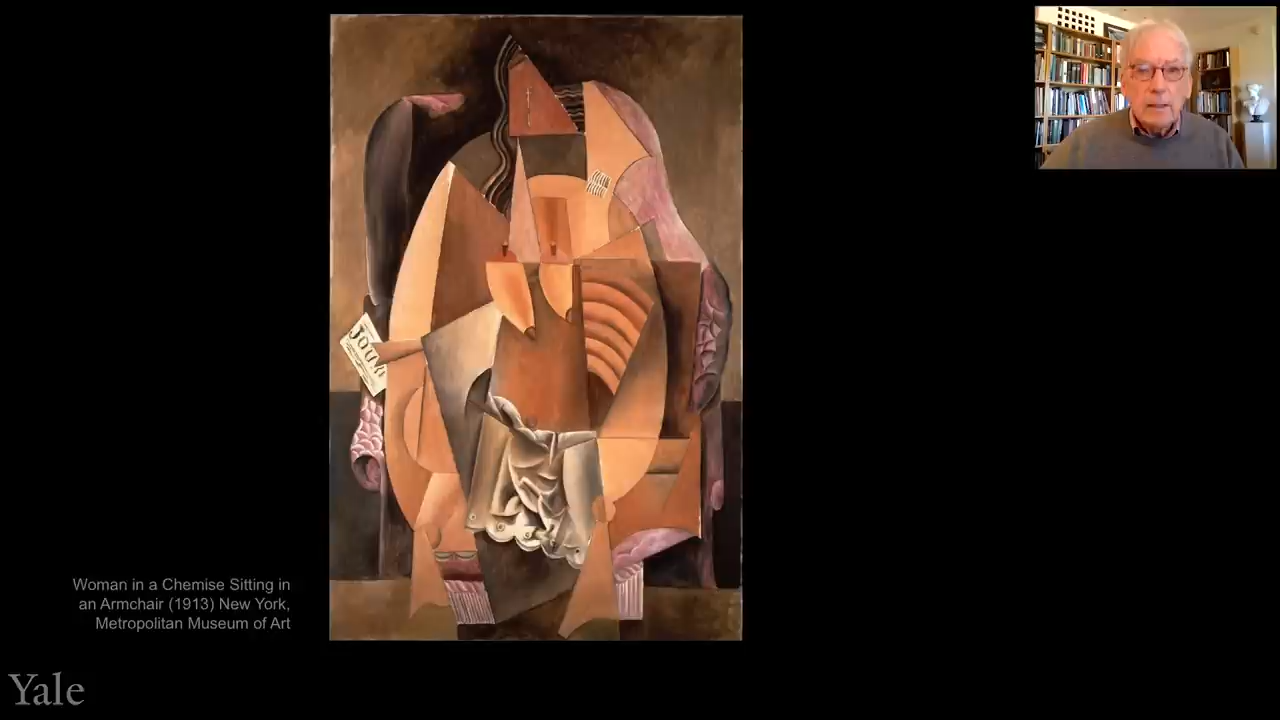 JOUR
Woman in a Chemise Sitting in
an Armchair (1913) New York,
Metropolitan Museum of Art
Yale